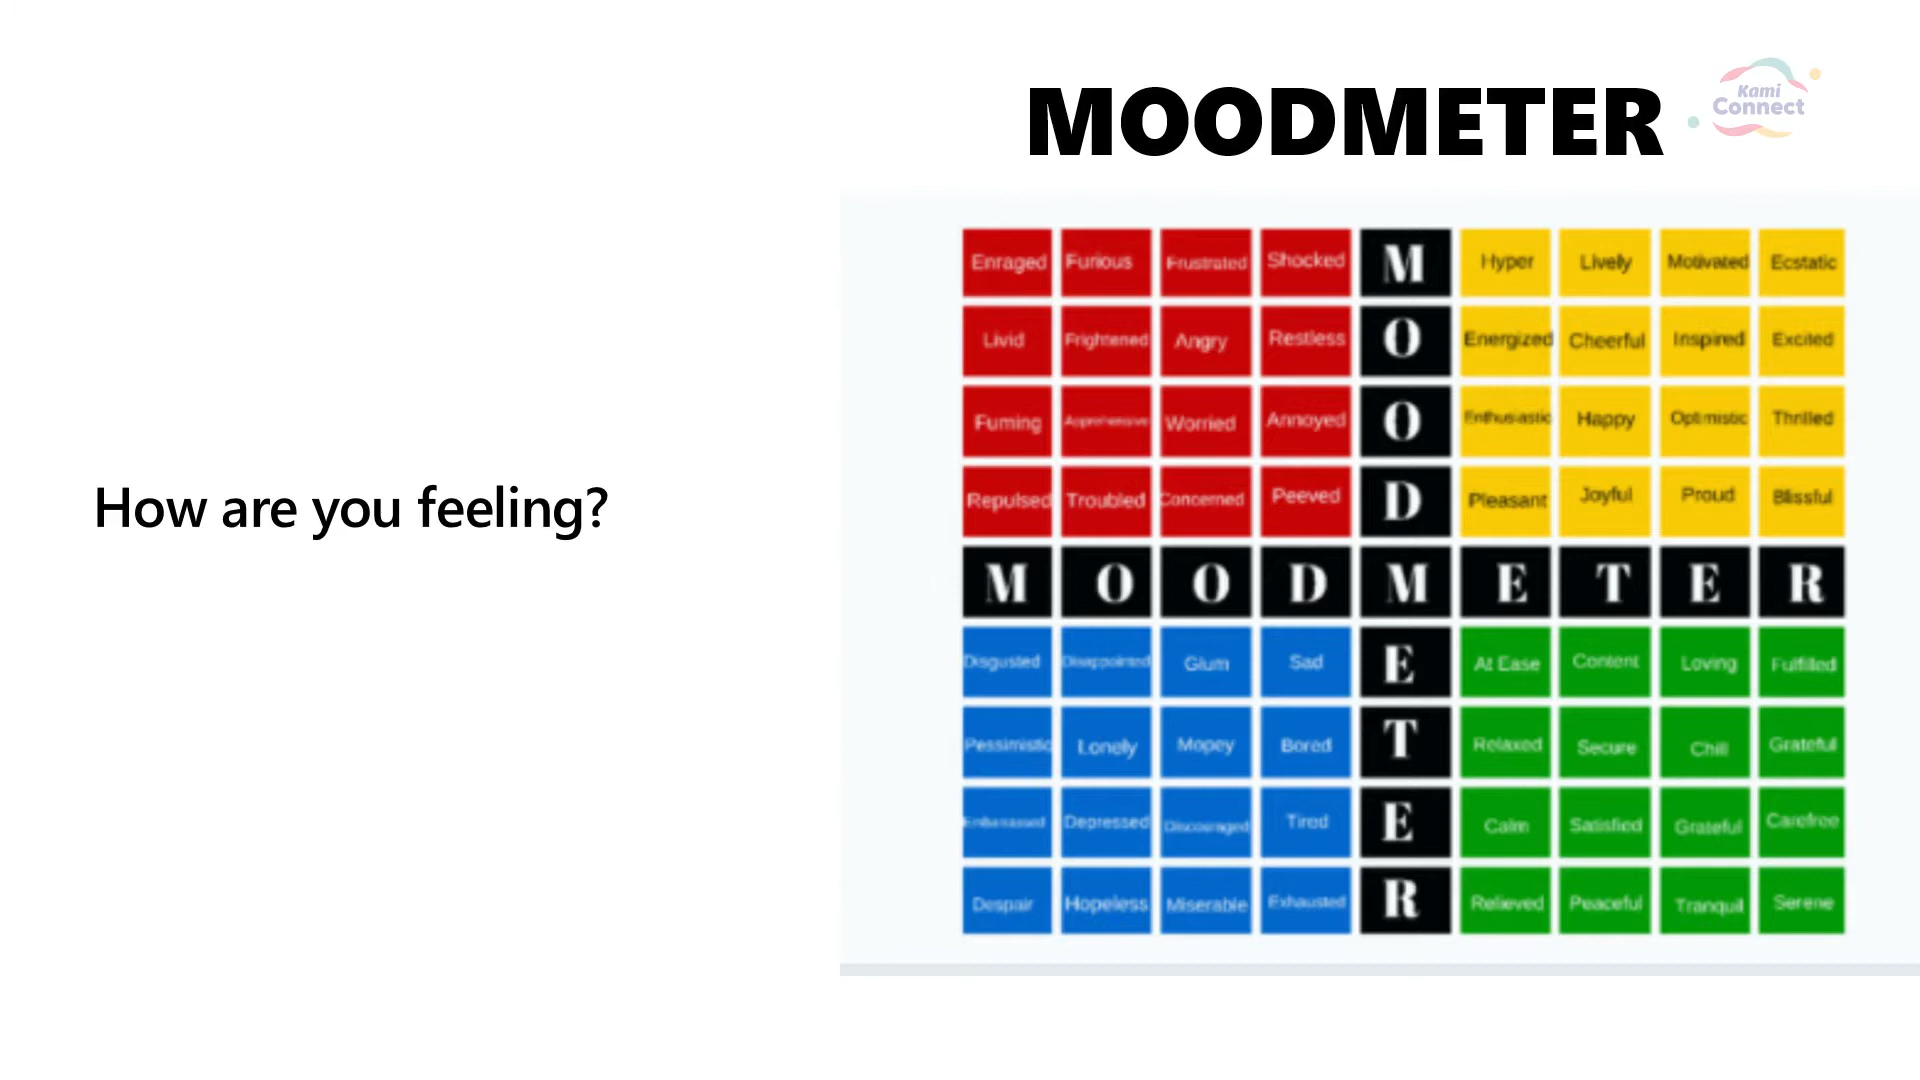 MOODMETER
Kami
Connect
How are you feeling?
Enraged Furious Frustrated Shocked M Hyper Lively Motivated Ecstatic
Livid Frightened Angry Restless O Energized Cheerful Inspired Excited
Fuming Apprehensive Worried Annoyed O Enthusiastic Happy Optimistic Thrilled
Repulsed Troubled Concerned Peeved D Pleasant Joyful Proud Blissful
M O O D M E T E R
Disgusted Disappointed Glum Sad E At Ease Content Loving Fulfilled
Pessimistic Lonely Mopey Bored T Relaxed Secure Chill Grateful
Depressed Discouraged Tired E Calm Satisfied Grateful Carefree
Despair Hopeless Miserable Exhausted R Relieved Peaceful Tranquil Serene